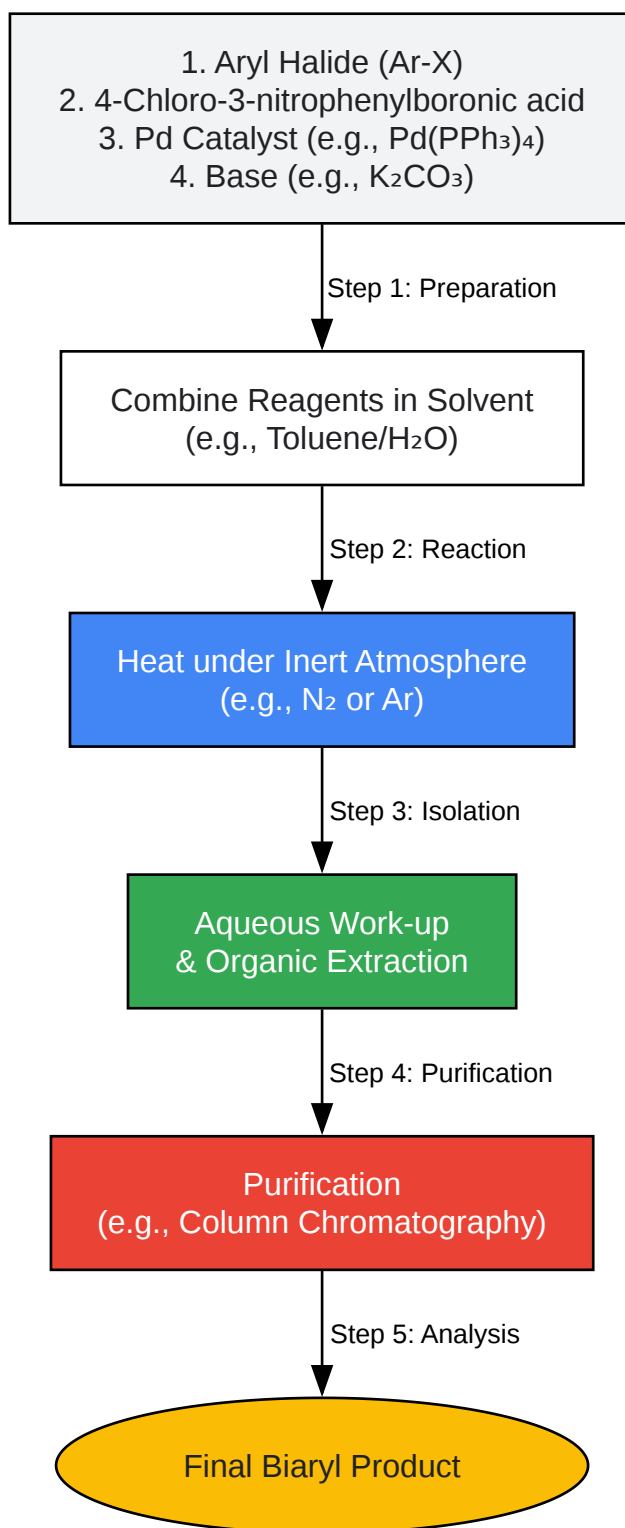 1. Aryl Halide (Ar-X)
2. 4-Chloro-3-nitrophenylboronic acid
3. Pd Catalyst (e.g., Pd(PPh₃)₄)
4. Base (e.g., K₂CO₃)
Step 1: Preparation
Combine Reagents in Solvent
(e.g., Toluene/H₂O)
Step 2: Reaction
Heat under Inert Atmosphere
(e.g., N₂ or Ar)
Step 3: Isolation
Aqueous Work-up
& Organic Extraction
Step 4: Purification
Purification
(e.g., Column Chromatography)
Step 5: Analysis
Final Biaryl Product